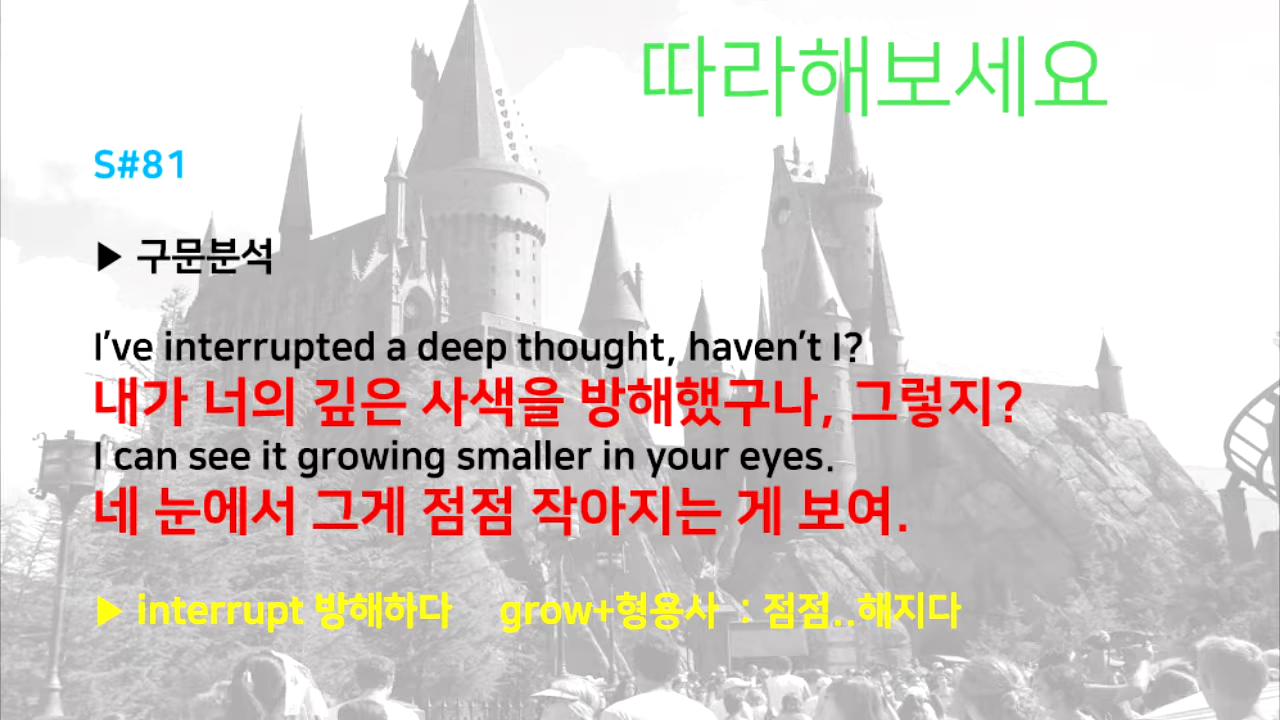 따라해보세요
S#81
▶ 구문분석
I've interrupted a deep thought, haven't I?
내가 너의 깊은 사색을 방해했구나, 그렇지?
I can see it growing smaller in your eyes.
네 눈에서 그게 점점 작아지는 게 보여.
▶ interrupt 방해하다 grow+형용사 : 점점..해지다